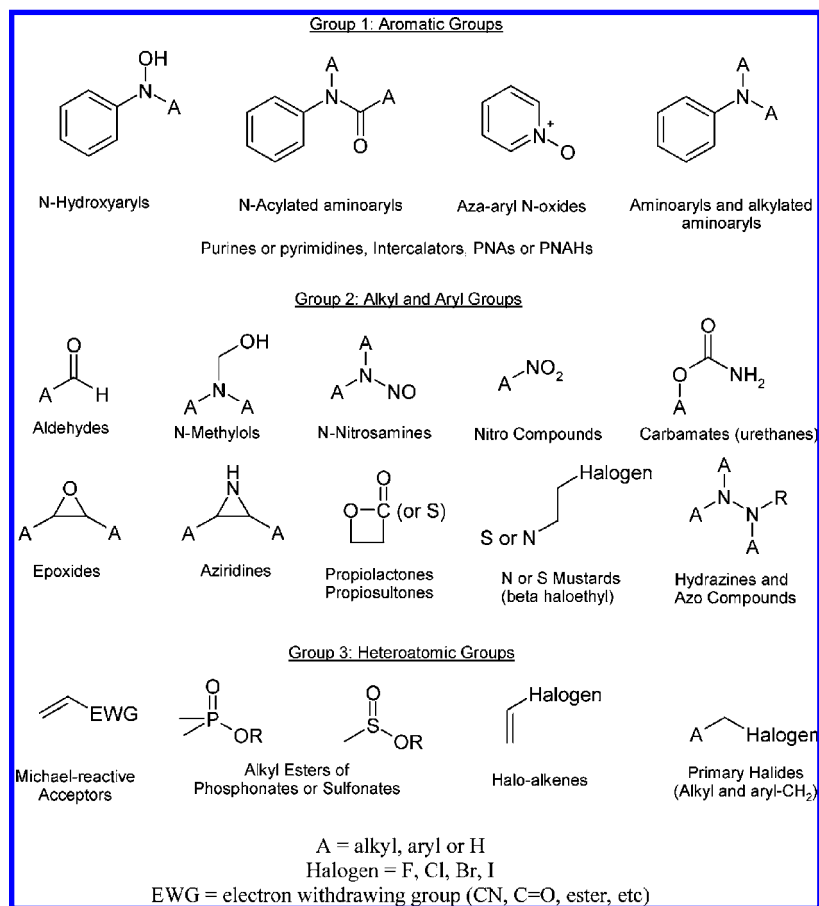 Group 1: Aromatic Groups
OH
N
A
A
N
A
O
N
+
O
A
N
A
N-Hydroxyaryls
N-Acylated aminoaryls
Aza-aryl N-oxides
Aminoaryls and alkylated
aminoaryls
Purines or pyrimidines, Intercalators, PNAs or PNAHs
Group 2: Alkyl and Aryl Groups
O
A
H
OH
N
A
A
A
N
A
NO
A
NO₂
O
O
NH₂
A
Aldehydes
N-Methylols
N-Nitrosamines
Nitro Compounds
Carbamates (urethanes)
O
A
A
H
N
A
A
O
O
C (or S)
Halogen
S or N
A
N
R
A
N
A
Epoxides
Aziridines
Propiolactones
Propiosultones
N or S Mustards
(beta haloethyl)
Hydrazines and
Azo Compounds
Group 3: Heteroatomic Groups
EWG
O
P
OR
O
S
OR
Halogen
A
Halogen
Michael-reactive
Acceptors
Alkyl Esters of
Phosphonates or Sulfonates
Halo-alkenes
Primary Halides
(Alkyl and aryl-CH₂)
A = alkyl, aryl or H
Halogen = F, Cl, Br, I
EWG = electron withdrawing group (CN, C=O, ester, etc)